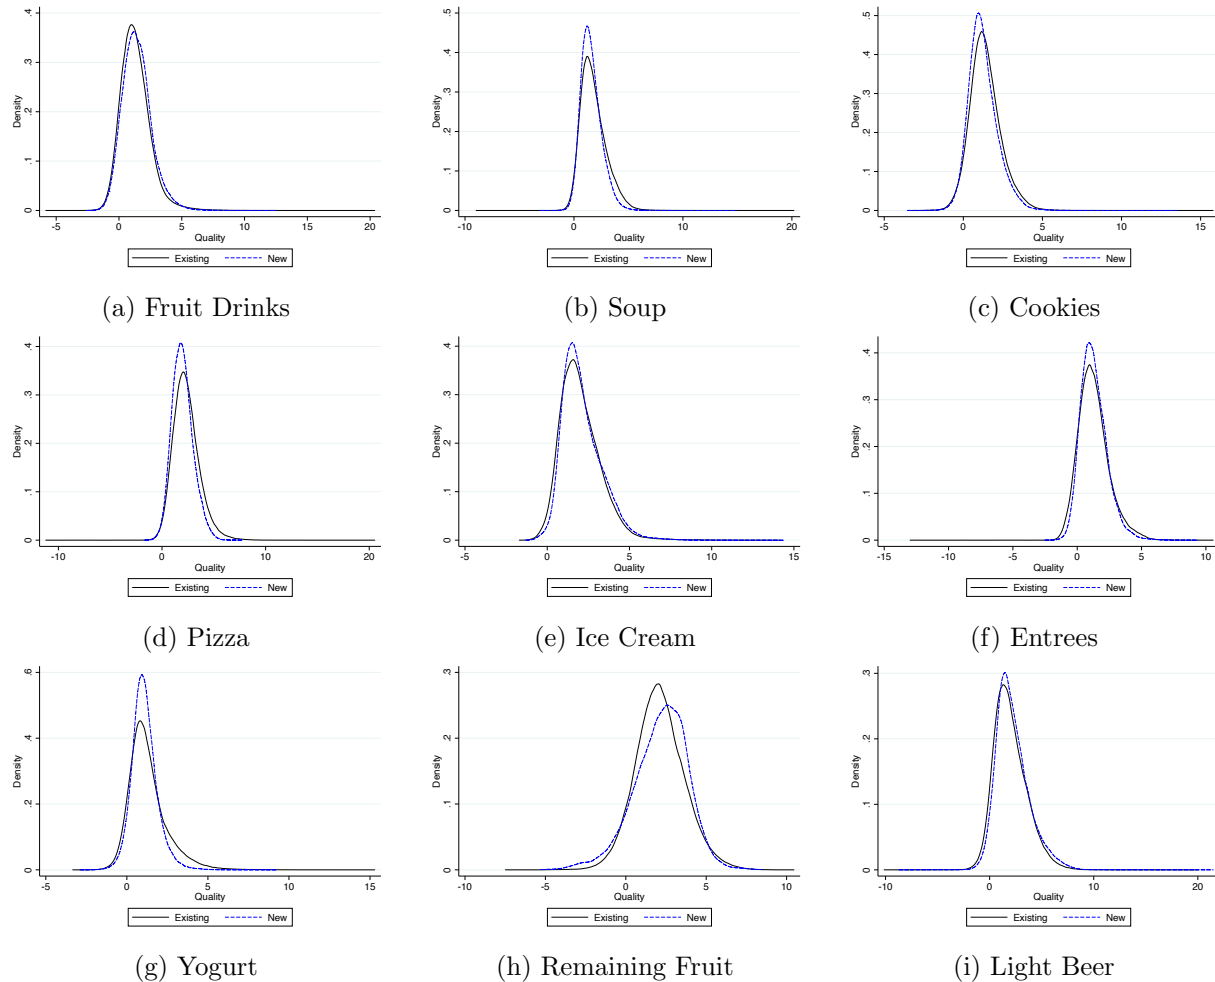 Density
0 .1 .2 .3 .4
-5 0 5 10 15 20
Quality
Existing New
(a) Fruit Drinks
Density
0 .1 .2 .3 .4 .5
-10 0 10 20
Quality
Existing New
(b) Soup
Density
0 .1 .2 .3 .4 .5
-5 0 5 10 15
Quality
Existing New
(c) Cookies
Density
0 .1 .2 .3 .4
-10 0 10 20
Quality
Existing New
(d) Pizza
Density
0 .1 .2 .3 .4
-5 0 5 10 15
Quality
Existing New
(e) Ice Cream
Density
0 .1 .2 .3 .4
-15 -10 -5 0 5 10
Quality
Existing New
(f) Entrees
Density
0 .2 .4 .6
-5 0 5 10 15
Quality
Existing New
(g) Yogurt
Density
0 .1 .2 .3
-10 -5 0 5 10
Quality
Existing New
(h) Remaining Fruit
Density
0 .1 .2 .3
-10 0 10 20
Quality
Existing New
(i) Light Beer